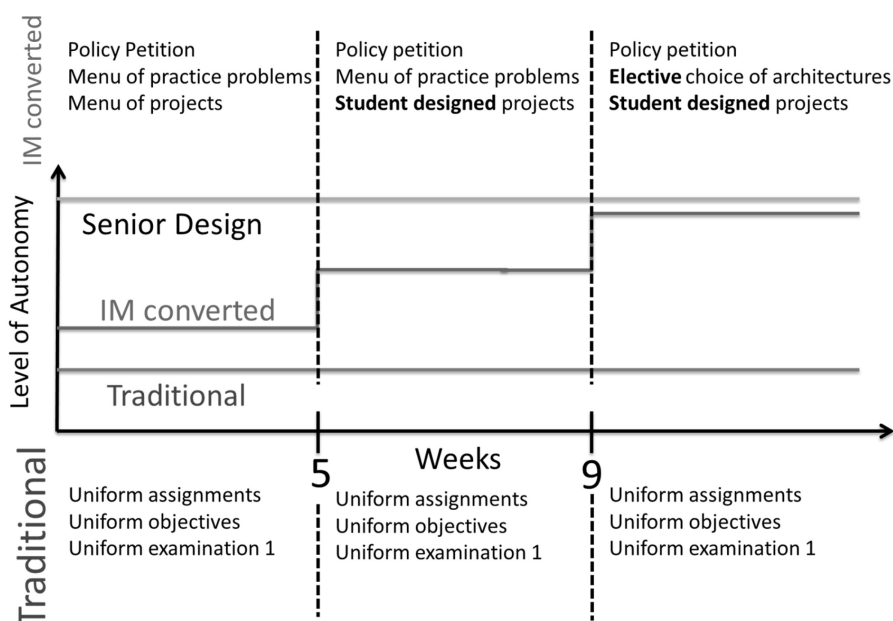 IM converted
Policy Petition
Menu of practice problems
Menu of projects
Policy petition
Menu of practice problems
Student designed projects
Policy petition
Elective choice of architectures
Student designed projects
Level of Autonomy
Senior Design
IM converted
Traditional
5
Weeks
9
Traditional
Uniform assignments
Uniform objectives
Uniform examination 1
Uniform assignments
Uniform objectives
Uniform examination 1
Uniform assignments
Uniform objectives
Uniform examination 1